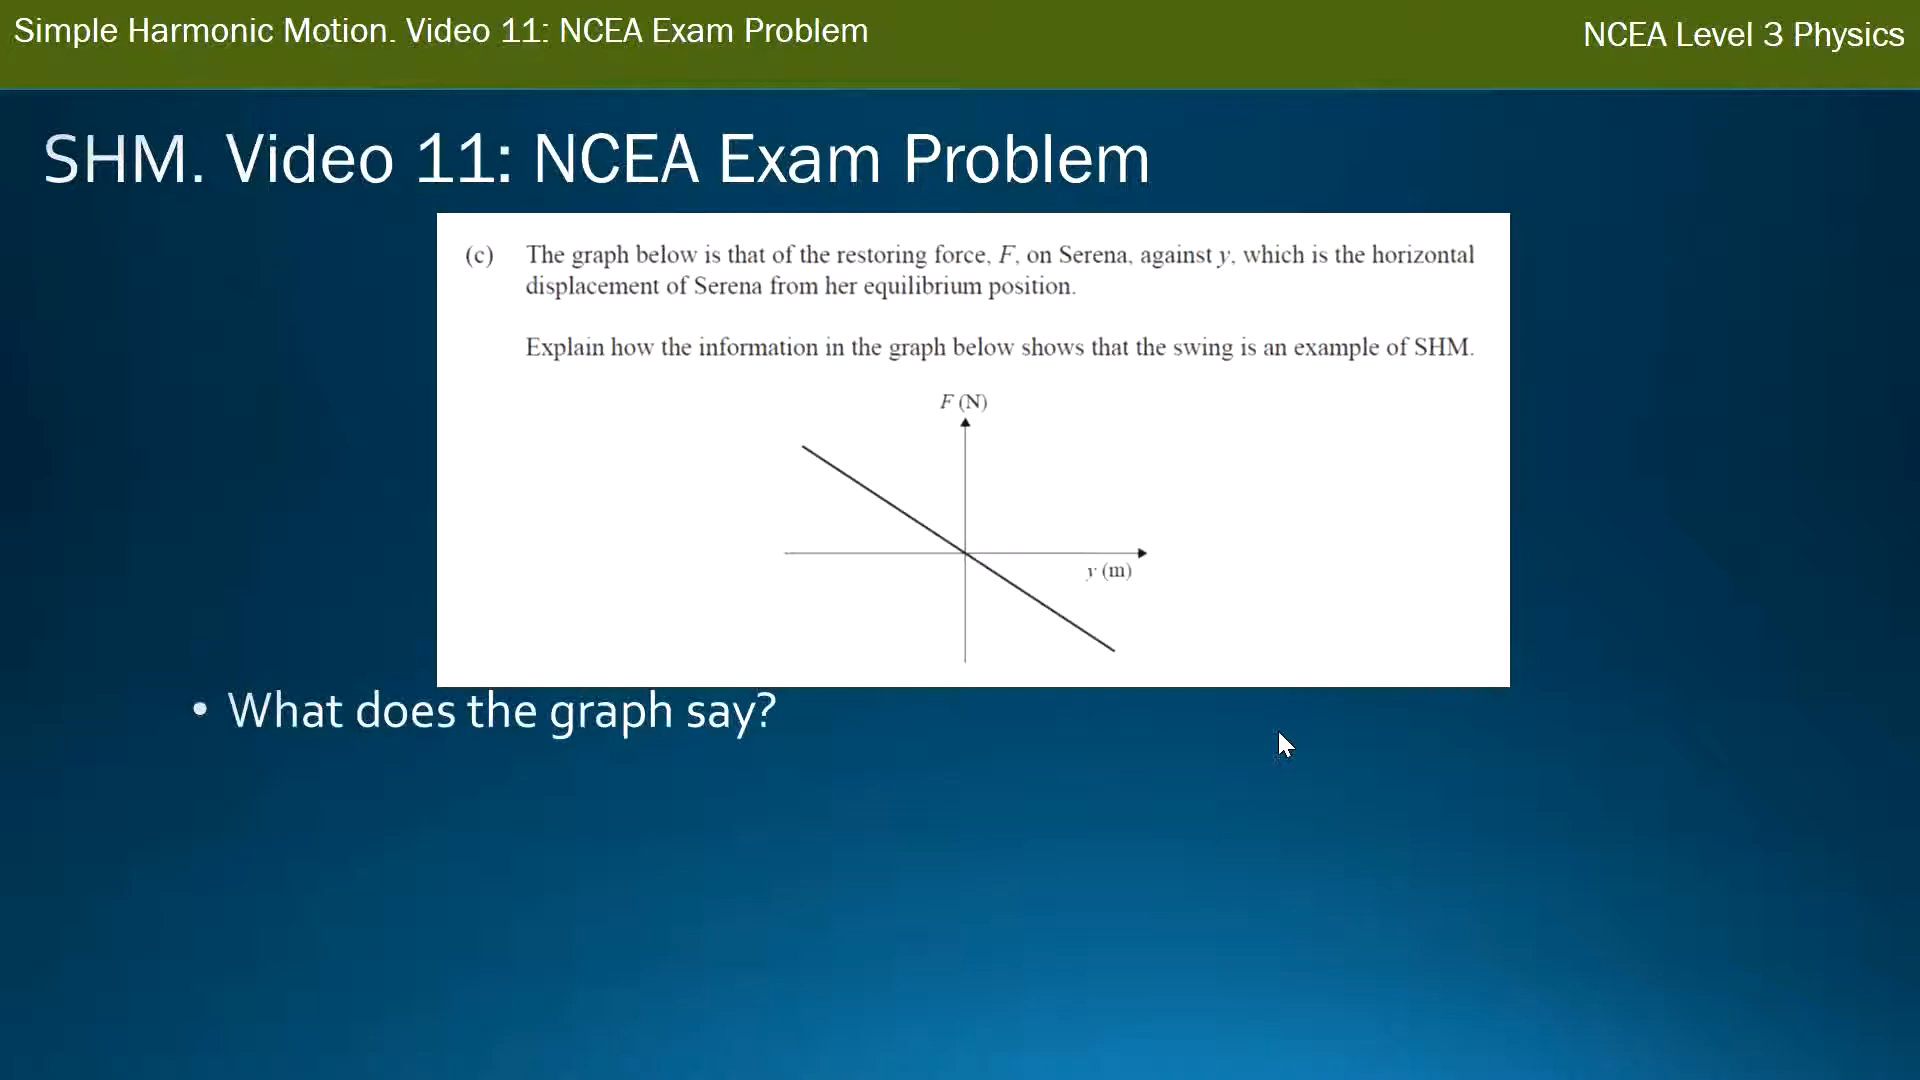 Simple Harmonic Motion. Video 11: NCEA Exam Problem
NCEA Level 3 Physics
SHM. Video 11: NCEA Exam Problem
(c) The graph below is that of the restoring force, F, on Serena, against y, which is the horizontal
displacement of Serena from her equilibrium position.
Explain how the information in the graph below shows that the swing is an example of SHM.
F (N)
y (m)
• What does the graph say?